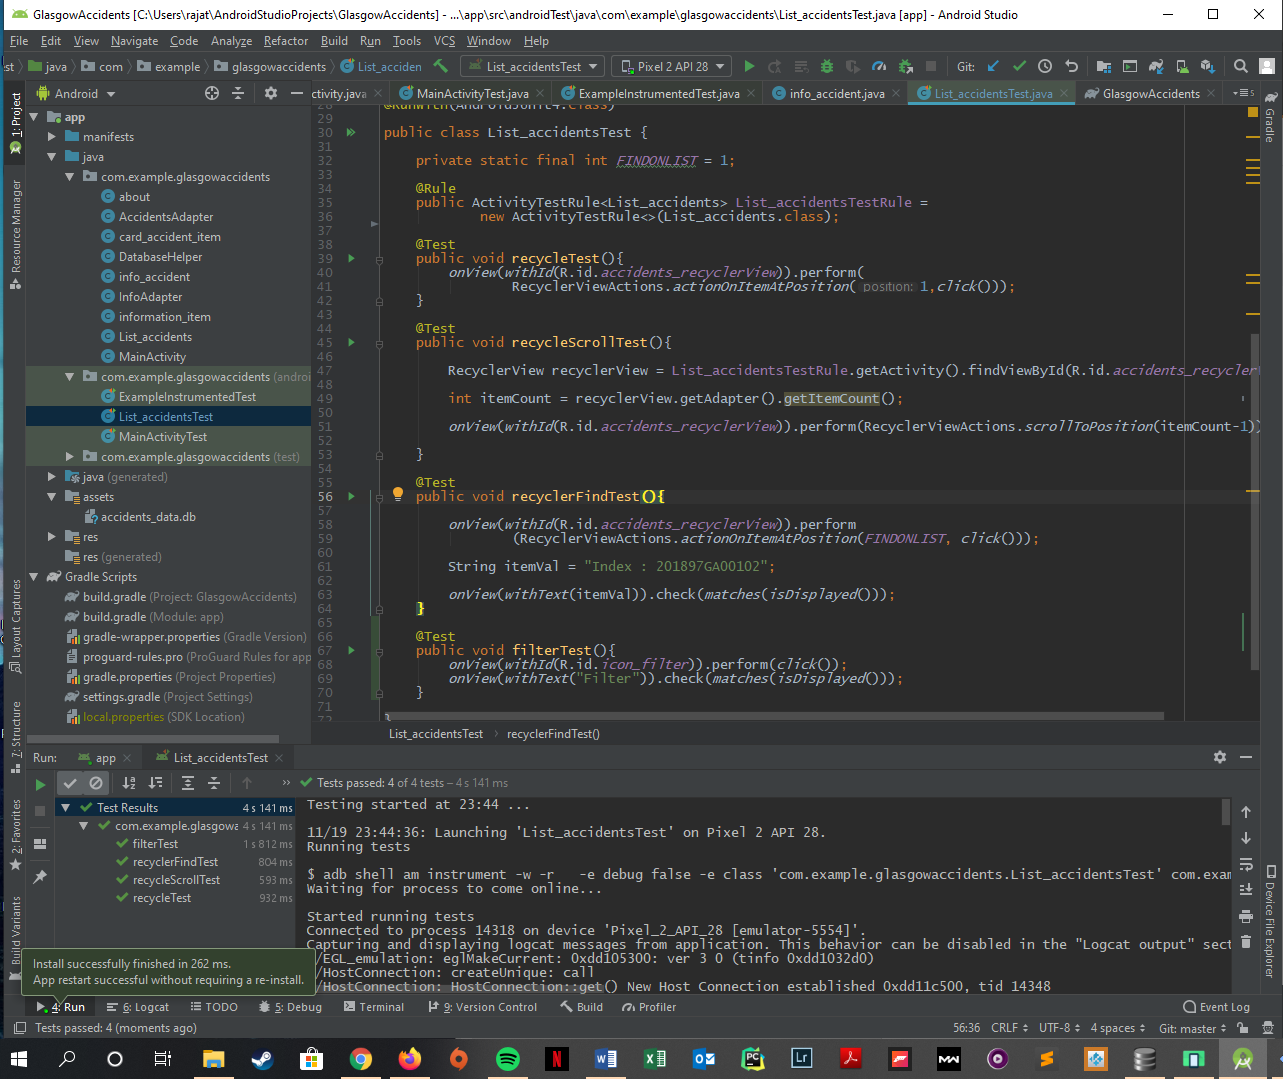 GlasgowAccidents [C:\Users\rajat\AndroidStudioProjects\GlasgowAccidents] - ...\app\src\androidTest\java\com\example\glasgowaccidents\List_accidentsTest.java [app] - Android Studio
File Edit View Navigate Code Analyze Refactor Build Run Tools VCS Window Help
st java com example glasgowaccidents List_acciden List_accidentsTest Pixel 2 API 28 Git:
Android
ctivity.java MainActivityTest.java ExampleInstrumentedTest.java info_accident.java List_accidentsTest.java GlasgowAccidents
1: Project
Resource Manager
Layout Captures
7: Structure
2: Favorites
Build Variants
app
manifests
java
com.example.glasgowaccidents
about
AccidentsAdapter
card_accident_item
DatabaseHelper
info_accident
InfoAdapter
information_item
List_accidents
MainActivity
com.example.glasgowaccidents (androi
ExampleInstrumentedTest
List_accidentsTest
MainActivityTest
com.example.glasgowaccidents (test)
java (generated)
assets
accidents_data.db
res
res (generated)
Gradle Scripts
build.gradle (Project: GlasgowAccidents)
build.gradle (Module: app)
gradle-wrapper.properties (Gradle Version)
proguard-rules.pro (ProGuard Rules for app
gradle.properties (Project Properties)
settings.gradle (Project Settings)
local.properties (SDK Location)
28 @RunWith(AndroidJUnit4.class)
29
30 public class List_accidentsTest {
31
32 private static final int FINDONLIST = 1;
33
34 @Rule
35 public ActivityTestRule<List_accidents> List_accidentsTestRule =
36 new ActivityTestRule<>(List_accidents.class);
37
38 @Test
39 public void recycleTest(){
40 onView(withId(R.id.accidents_recyclerView)).perform(
41 RecyclerViewActions.actionOnItemAtPosition( position: 1,click()));
42 }
43
44 @Test
45 public void recycleScrollTest(){
46
47 RecyclerView recyclerView = List_accidentsTestRule.getActivity().findViewById(R.id.accidents_recycler
48
49 int itemCount = recyclerView.getAdapter().getItemCount();
50
51 onView(withId(R.id.accidents_recyclerView)).perform(RecyclerViewActions.scrollToPosition(itemCount-1))
52
53 }
54
55 @Test
56 public void recyclerFindTest(){
57
58 onView(withId(R.id.accidents_recyclerView)).perform
59 (RecyclerViewActions.actionOnItemAtPosition(FINDONLIST, click()));
60
61 String itemVal = "Index : 201897GA00102";
62
63 onView(withText(itemVal)).check(matches(isDisplayed()));
64 }
65
66 @Test
67 public void filterTest(){
68 onView(withId(R.id.icon_filter)).perform(click());
69 onView(withText("Filter")).check(matches(isDisplayed()));
70 }
71
72 }
List_accidentsTest recyclerFindTest()
Gradle
Device File Explorer
Run: app List_accidentsTest
Tests passed: 4 of 4 tests – 4 s 141 ms
Test Results 4 s 141 ms
com.example.glasgowa 4 s 141 ms
filterTest 1 s 812 ms
recyclerFindTest 804 ms
recycleScrollTest 593 ms
recycleTest 932 ms
Testing started at 23:44 ...
11/19 23:44:36: Launching 'List_accidentsTest' on Pixel 2 API 28.
Running tests
$ adb shell am instrument -w -r -e debug false -e class 'com.example.glasgowaccidents.List_accidentsTest' com.exam
Waiting for process to come online...
Started running tests
Connected to process 14318 on device 'Pixel_2_API_28 [emulator-5554]'.
Capturing and displaying logcat messages from application. This behavior can be disabled in the "Logcat output" sect
/EGL_emulation: eglMakeCurrent: 0xdd105300: ver 3 0 (tinfo 0xdd1032d0)
/HostConnection: createUnique: call
/HostConnection: HostConnection::get() New Host Connection established 0xdd11c500, tid 14348
Install successfully finished in 262 ms.
App restart successful without requiring a re-install.
4: Run 6: Logcat TODO 5: Debug Terminal 9: Version Control Build Profiler Event Log
Tests passed: 4 (moments ago) 56:36 CRLF UTF-8 4 spaces Git: master
N W X PC Lr MW S